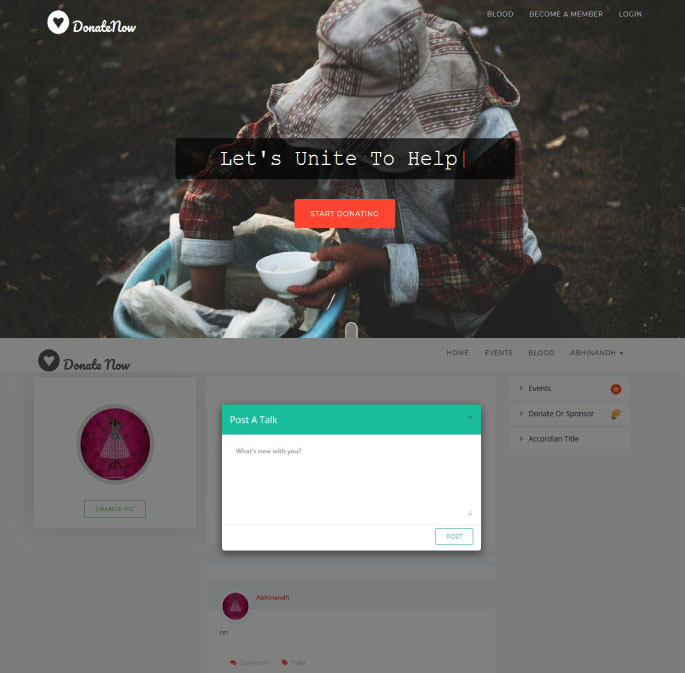 DonateNow
BLOOD BECOME A MEMBER LOGIN
Let's Unite To Help|
START DONATING
Donate Now
HOME EVENTS BLOOD ABHINANDH
Post A Talk ×
What's new with you?
POST
CHANGE PIC
Events
Donate Or Sponsor
Accordian Title
Abhinandh
nn
Comment Talks